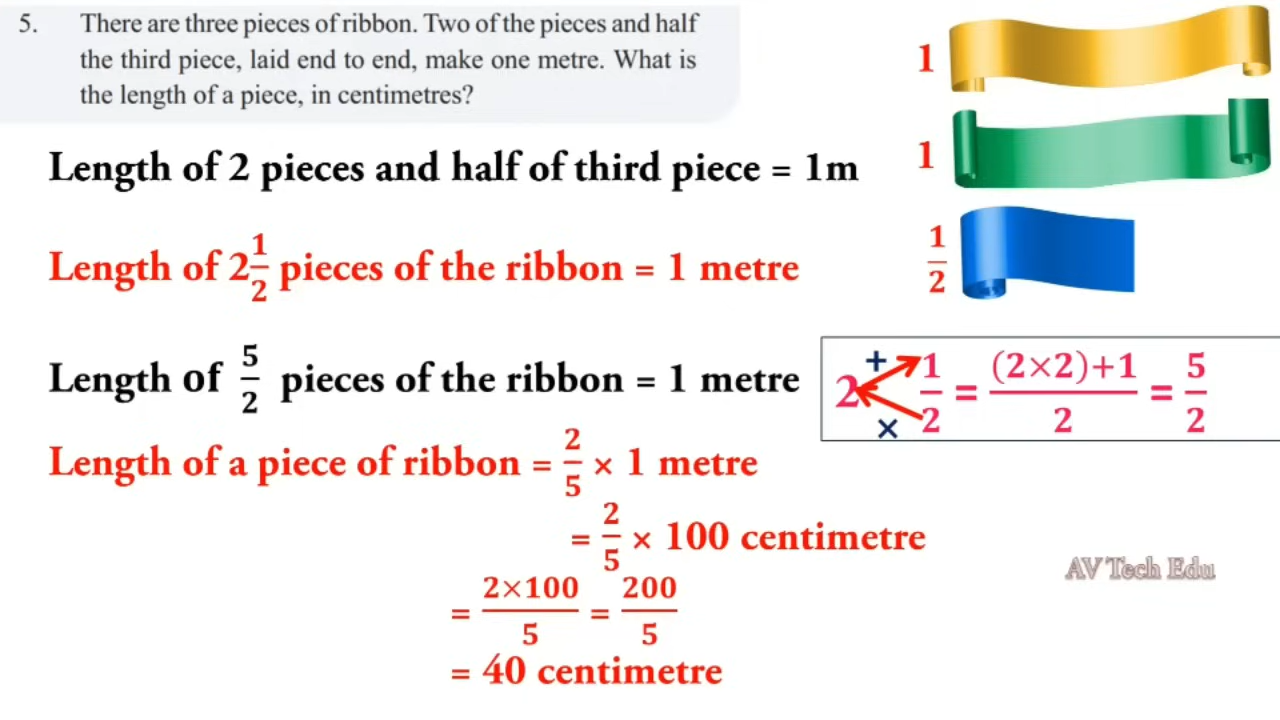 5. There are three pieces of ribbon. Two of the pieces and half
the third piece, laid end to end, make one metre. What is
the length of a piece, in centimetres?
1
1
1/2
Length of 2 pieces and half of third piece = 1m
Length of 2 1/2 pieces of the ribbon = 1 metre
Length of 5/2 pieces of the ribbon = 1 metre
2 + × 1/2 = (2×2)+1/2 = 5/2
Length of a piece of ribbon = 2/5 × 1 metre
= 2/5 × 100 centimetre
= 2×100/5 = 200/5
= 40 centimetre
AV Tech Edu